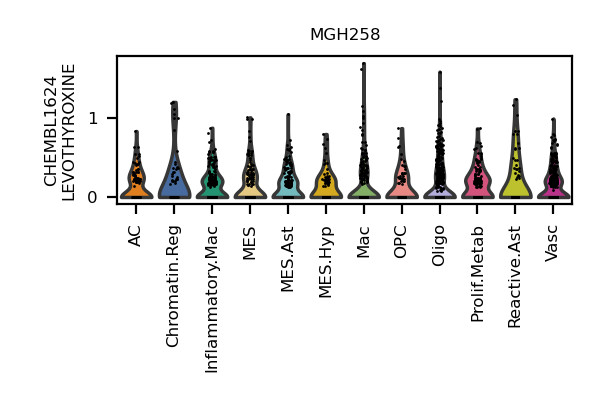 MGH258
CHEMBL1624
LEVOTHYROXINE
1
0
AC
Chromatin.Reg
Inflammatory.Mac
MES
MES.Ast
MES.Hyp
Mac
OPC
Oligo
Prolif.Metab
Reactive.Ast
Vasc